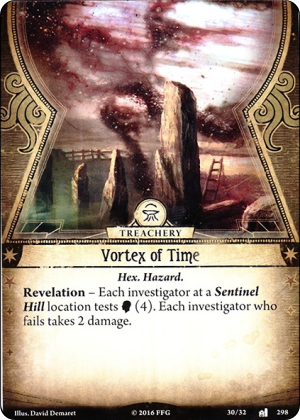 TREACHERY
Vortex of Time
Hex. Hazard.
Revelation – Each investigator at a Sentinel
Hill location tests (4). Each investigator who
fails takes 2 damage.
Illus. David Demaret © 2016 FFG 30/32 298